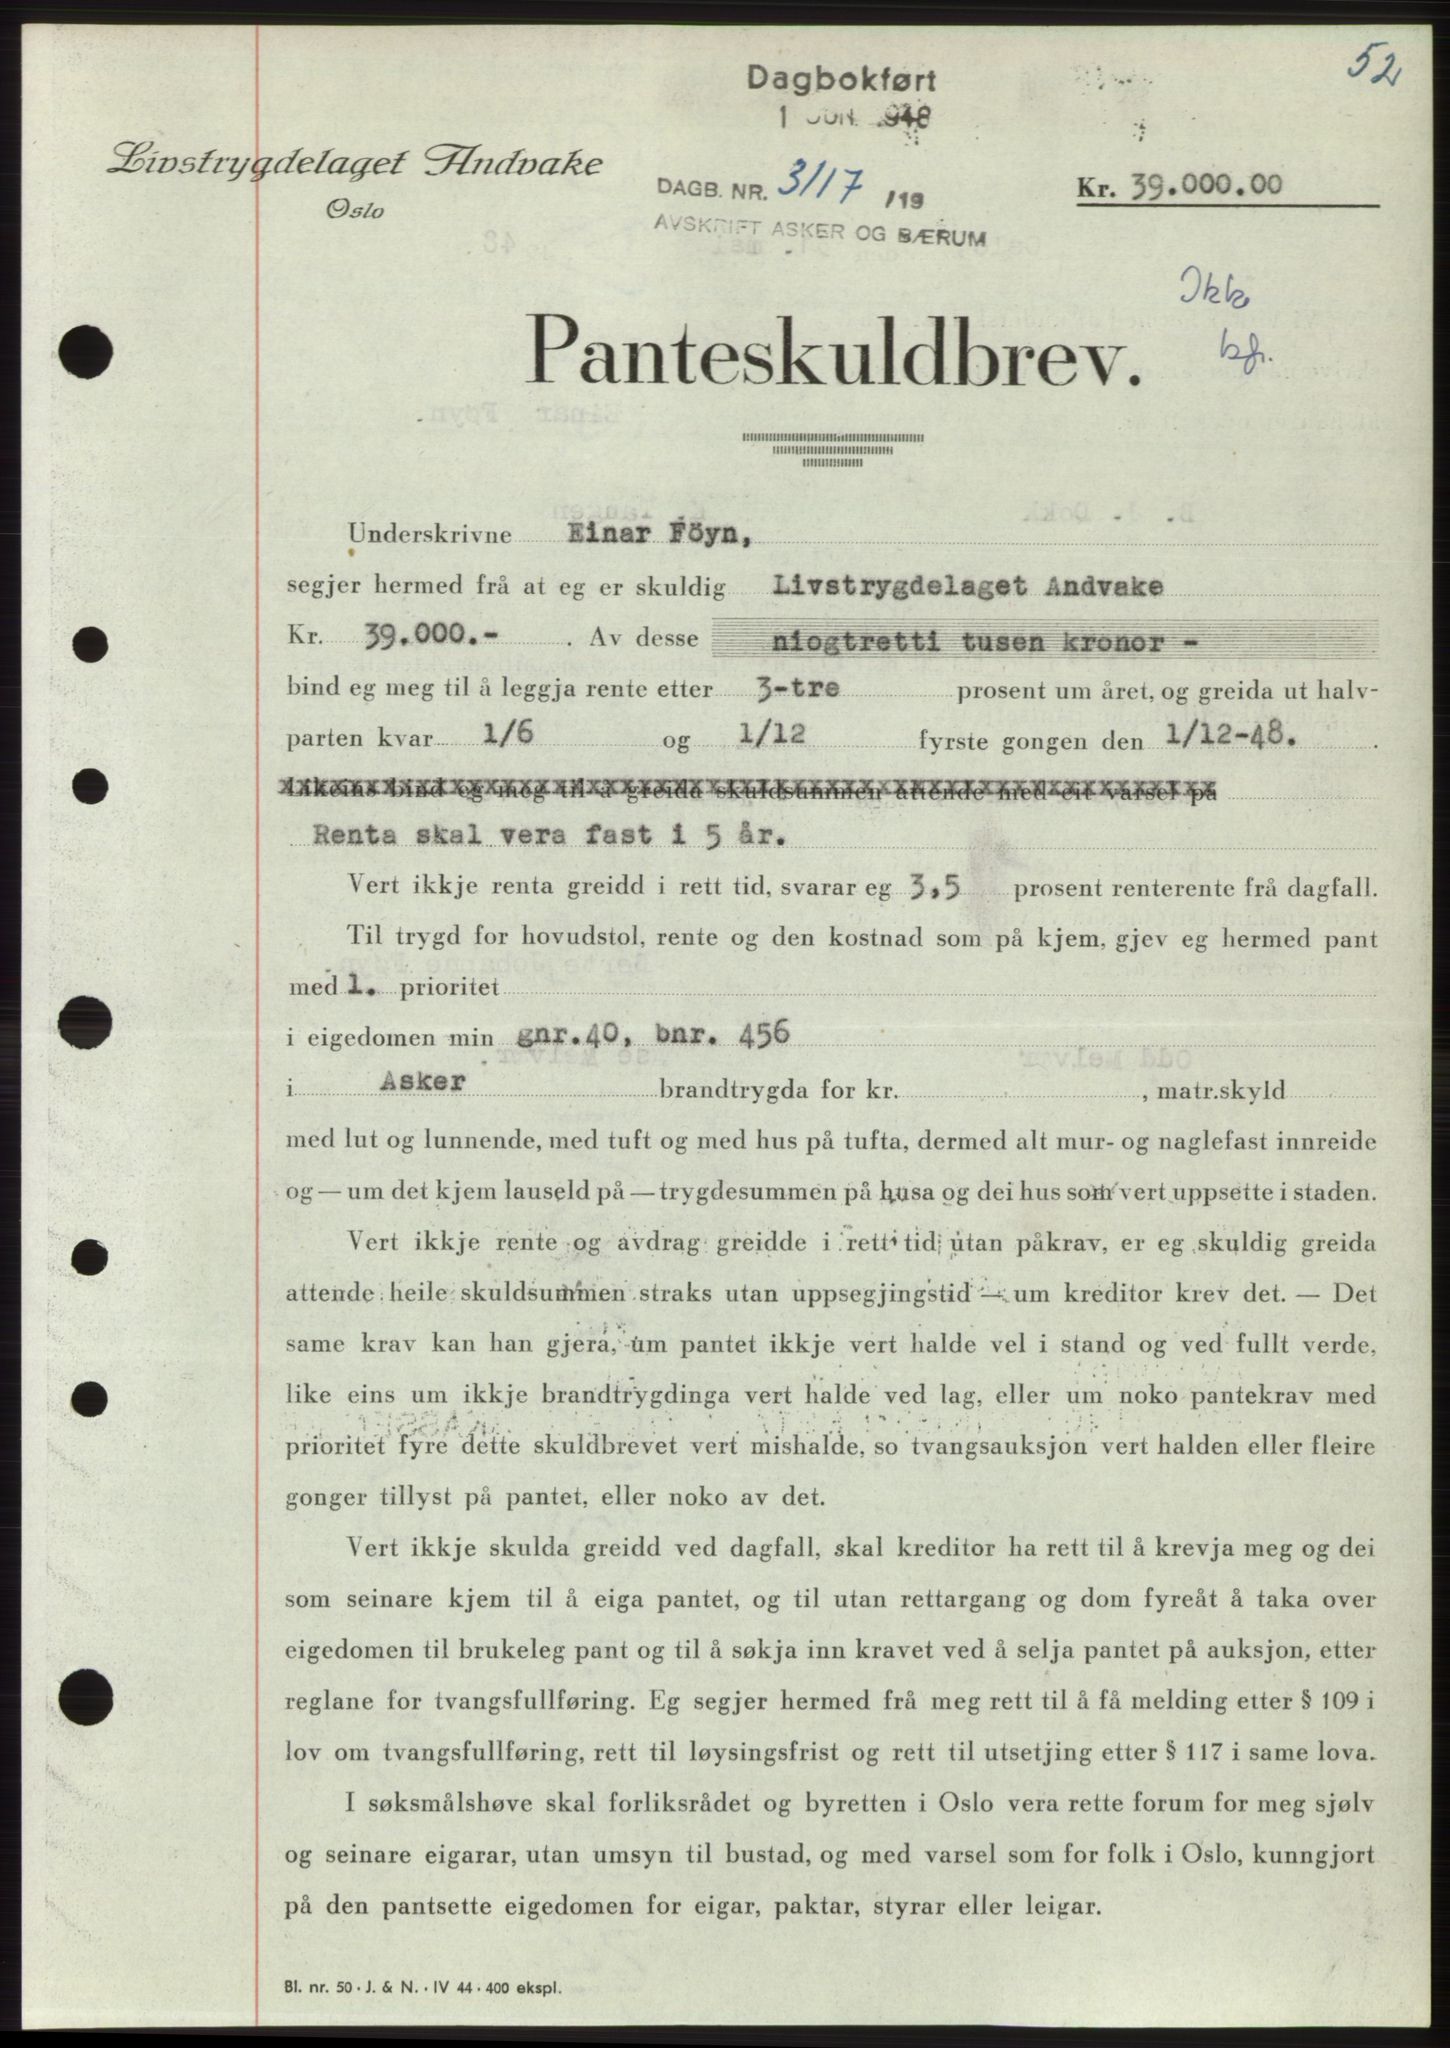 52
Dagbokført
1 JUN. 1948
Livstrygdelaget Andvake
Oslo
DAGB. NR. 3117 /19
AVSKRIFT ASKER OG BÆRUM
Kr. 39.000.00
Ikk
kfr.
Panteskuldbrev.
Underskrivne Einar Föyn,
segjer hermed frå at eg er skuldig Livstrygdelaget Andvake
Kr. 39.000.- . Av desse niogtretti tusen kronor -
bind eg meg til å leggja rente etter 3-tre prosent um året, og greida ut halv-
parten kvar 1/6 og 1/12 fyrste gongen den 1/12-48. .
Likeins bind eg meg til å greida skuldsummen attende med eit varsel på
Renta skal vera fast i 5 år.
Vert ikkje renta greidd i rett tid, svarar eg 3,5 prosent renterente frå dagfall.
Til trygd for hovudstol, rente og den kostnad som på kjem, gjev eg hermed pant
med 1. prioritet
i eigedomen min gnr.40, bnr. 456
i Asker brandtrygda for kr. , matr.skyld
med lut og lunnende, med tuft og med hus på tufta, dermed alt mur- og naglefast innreide
og — um det kjem lauseld på — trygdesummen på husa og dei hus som vert uppsette i staden.
Vert ikkje rente og avdrag greidde i rett tid utan påkrav, er eg skuldig greida
attende heile skuldsummen straks utan uppsegjingstid — um kreditor krev det. — Det
same krav kan han gjera, um pantet ikkje vert halde vel i stand og ved fullt verde,
like eins um ikkje brandtrygdinga vert halde ved lag, eller um noko pantekrav med
prioritet fyre dette skuldbrevet vert mishalde, so tvangsauksjon vert halden eller fleire
gonger tillyst på pantet, eller noko av det.
Vert ikkje skulda greidd ved dagfall, skal kreditor ha rett til å krevja meg og dei
som seinare kjem til å eiga pantet, og til utan rettargang og dom fyreåt å taka over
eigedomen til brukeleg pant og til å søkja inn kravet ved å selja pantet på auksjon, etter
reglane for tvangsfullføring. Eg segjer hermed frå meg rett til å få melding etter § 109 i
lov om tvangsfullføring, rett til løysingsfrist og rett til utsetjing etter § 117 i same lova.
I søksmålshøve skal forliksrådet og byretten i Oslo vera rette forum for meg sjølv
og seinare eigarar, utan umsyn til bustad, og med varsel som for folk i Oslo, kunngjort
på den pantsette eigedomen for eigar, paktar, styrar eller leigar.
Bl. nr. 50 · J. & N. · IV 44 · 400 ekspl.